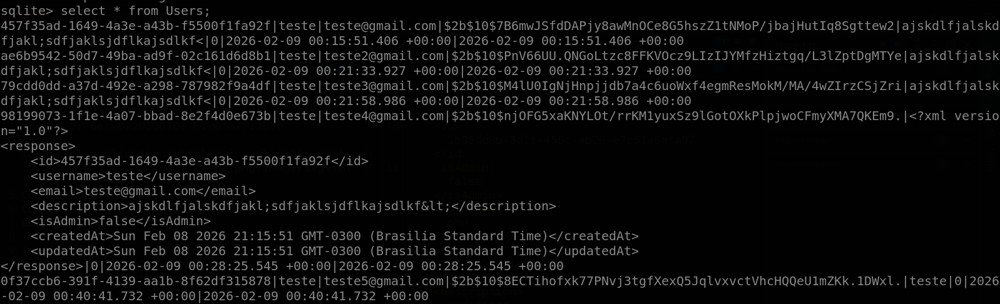 sqlite> select * from Users;
457f35ad-1649-4a3e-a43b-f5500f1fa92f|teste|teste@gmail.com|$2b$10$7B6mwJSfdDAPjy8awMnOCe8G5hszZ1tNMoP/jbajHutIq8Sgttew2|ajskdlfjalskd
fjakl;sdfjaklsjdflkajsdlkf<|0|2026-02-09 00:15:51.406 +00:00|2026-02-09 00:15:51.406 +00:00
ae6b9542-50d7-49ba-ad9f-02c161d6d8b1|teste|teste2@gmail.com|$2b$10$PnV66UU.QNGoLtzc8FFKVOcz9LIzIJYMfzHiztgq/L3lZptDgMTYe|ajskdlfjalsk
dfjakl;sdfjaklsjdflkajsdlkf<|0|2026-02-09 00:21:33.927 +00:00|2026-02-09 00:21:33.927 +00:00
79cdd0dd-a37d-492e-a298-787982f9a4df|teste|teste3@gmail.com|$2b$10$M4lU0IgNjHnpjjdb7a4c6uoWxf4egmResMokM/MA/4wZIrzCSjZri|ajskdlfjalsk
dfjakl;sdfjaklsjdflkajsdlkf<|0|2026-02-09 00:21:58.986 +00:00|2026-02-09 00:21:58.986 +00:00
98199073-1f1e-4a07-bbad-8e2f4d0e673b|teste|teste4@gmail.com|$2b$10$njOFG5xaKNYLOt/rrKM1yuxSz9lGotOXkPlpjwoCFmyXMA7QKEm9.|<?xml versio
n="1.0"?>
<response>
    <id>457f35ad-1649-4a3e-a43b-f5500f1fa92f</id>
    <username>teste</username>
    <email>teste@gmail.com</email>
    <description>ajskdlfjalskdfjakl;sdfjaklsjdflkajsdlkf&lt;</description>
    <isAdmin>false</isAdmin>
    <createdAt>Sun Feb 08 2026 21:15:51 GMT-0300 (Brasilia Standard Time)</createdAt>
    <updatedAt>Sun Feb 08 2026 21:15:51 GMT-0300 (Brasilia Standard Time)</updatedAt>
</response>|0|2026-02-09 00:28:25.545 +00:00|2026-02-09 00:28:25.545 +00:00
0f37ccb6-391f-4139-aa1b-8f62df315878|teste|teste5@gmail.com|$2b$10$8ECTihofxk77PNvj3tgfXexQ5JqlvxvctVhcHQQeU1mZKk.1DWxl.|teste|0|2026
-02-09 00:40:41.732 +00:00|2026-02-09 00:40:41.732 +00:00